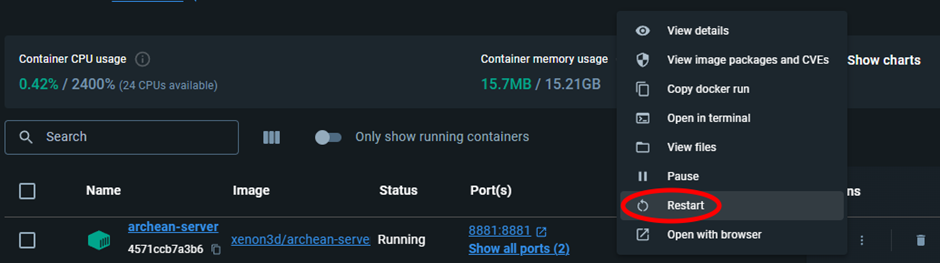 Container CPU usage
0.42% / 2400% (24 CPUs available)
Container memory usage
15.7MB / 15.21GB
Show charts
Search
Only show running containers
Name Image Status Port(s)
archean-server
4571ccb7a3b6
xenon3d/archean-serve
Running
8881:8881
Show all ports (2)
View details
View image packages and CVEs
Copy docker run
Open in terminal
View files
Pause
Restart
Open with browser